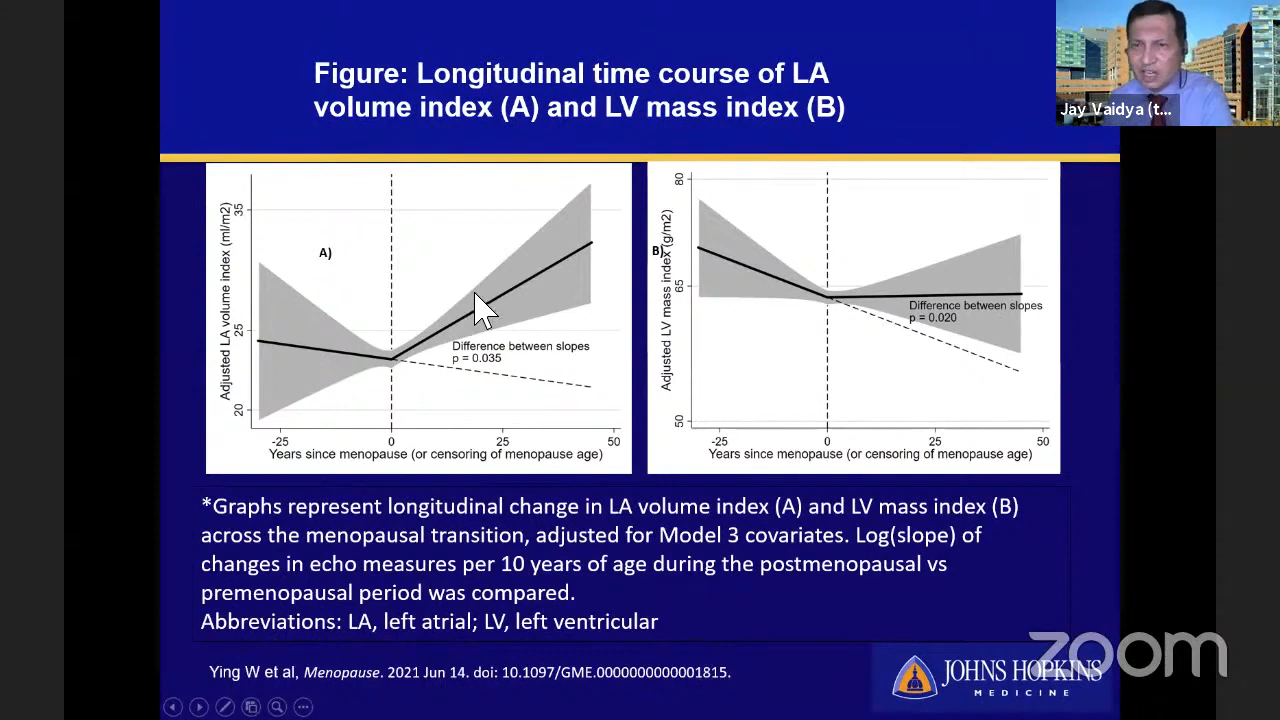 Figure: Longitudinal time course of LA
volume index (A) and LV mass index (B)
Jay Vaidya (t...
A)
Adjusted LA volume index (ml/m2)
35
25
20
Difference between slopes
p = 0.035
-25 0 25 50
Years since menopause (or censoring of menopause age)
B)
Adjusted LV mass index (g/m2)
80
65
50
Difference between slopes
p = 0.020
-25 0 25 50
Years since menopause (or censoring of menopause age)
*Graphs represent longitudinal change in LA volume index (A) and LV mass index (B)
across the menopausal transition, adjusted for Model 3 covariates. Log(slope) of
changes in echo measures per 10 years of age during the postmenopausal vs
premenopausal period was compared.
Abbreviations: LA, left atrial; LV, left ventricular
Ying W et al, Menopause. 2021 Jun 14. doi: 10.1097/GME.0000000000001815.
JOHNS HOPKINS
MEDICINE
zoom